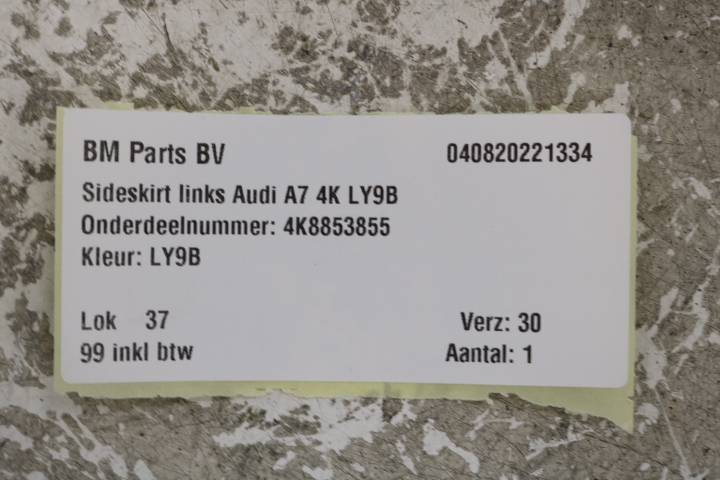 BM Parts BV 040820221334
Sideskirt links Audi A7 4K LY9B
Onderdeelnummer: 4K8853855
Kleur: LY9B
Lok 37 Verz: 30
99 inkl btw Aantal: 1